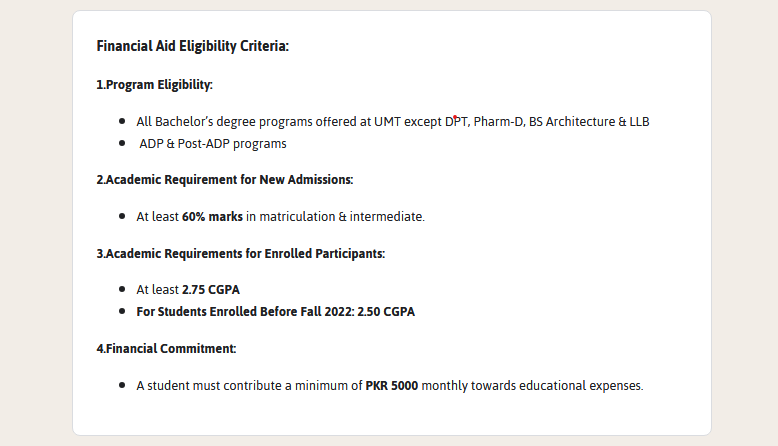 Financial Aid Eligibility Criteria:
1.Program Eligibility:
All Bachelor’s degree programs offered at UMT except DPT, Pharm-D, BS Architecture & LLB
ADP & Post-ADP programs
2.Academic Requirement for New Admissions:
At least 60% marks in matriculation & intermediate.
3.Academic Requirements for Enrolled Participants:
At least 2.75 CGPA
For Students Enrolled Before Fall 2022: 2.50 CGPA
4.Financial Commitment:
A student must contribute a minimum of PKR 5000 monthly towards educational expenses.